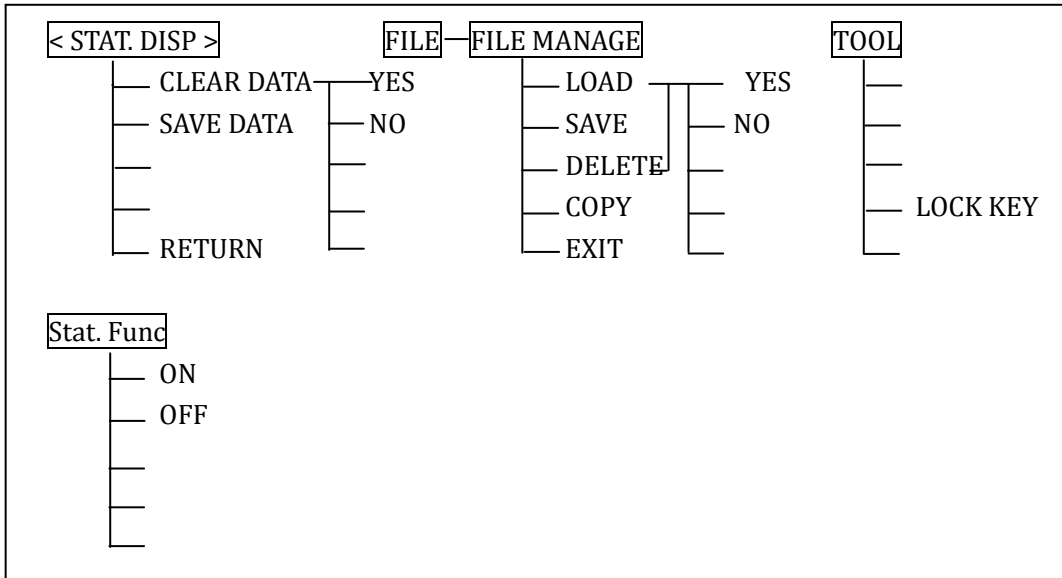 < STAT. DISP > FILE FILE MANAGE TOOL
CLEAR DATA YES LOAD YES
SAVE DATA NO SAVE NO
DELETE
COPY LOCK KEY
RETURN EXIT
Stat. Func
ON
OFF